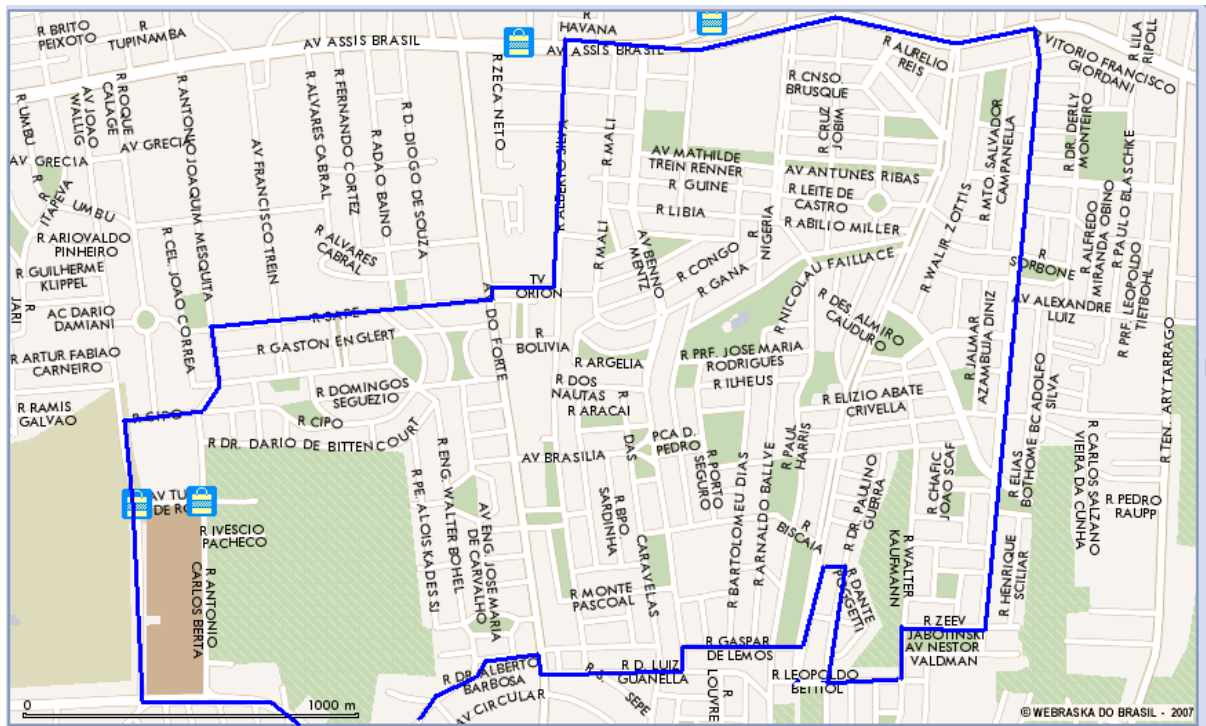 R BRITO
PEIXOTO
R
TUPINAMBA
R
HAVANA
AV ASSIS BRASIL
AV ASSIS BRASIL
R AURELIO
REIS
R VITORIO FRANCISCO
GIORDANI
R LILA
RIPOLL
R UMBU
AV JOAO
WALLIG
R ROQUE
CALAGE
R ANTONIO JOAQUIM MESQUITA
AV FRANCISCO TREIN
R ALVARES CABRAL
R FERNANDO CORTEZ
R ADAO BAINO
R D. DIOGO DE SOUZA
R ZECA NETO
R ALBERTO SILVA
R MALI
R CNSO.
BRUSQUE
R CRUZ
JOBIM
R MTO. SALVADOR
CAMPANELLA
R DR. DERLY
MONTEIRO
R PAULO BLASCHKE
AV GRECIA
AV GRECIA
AV MATHILDE
TREIN RENNER
AV ANTUNES RIBAS
R GUINE
R LEITE DE
CASTRO
R LIBIA
R ABILIO MILLER
R
ITAPEVA
UMBU
R ARIOVALDO
PINHEIRO
R GUILHERME
KLIPPEL
R CEL. JOAO CORREA
R ALVARES
CABRAL
R MALI
AV BENNO
MENTZ
R CONGO
R GANA
R
NIGERIA
R NICOLAU FAILLACE
R WALIR ZOTTIS
R
SORBONE
R ALFREDO
MIRANDA OBINO
R PRF. LEOPOLDO
TIETBOHL
R
JARI
AC DARIO
DAMIANI
R SAPE
TV
ORION
DO FORTE
R DES. ALMIRO
CAUDURO
AV ALEXANDRE
LUIZ
R ARTUR FABIAO
CARNEIRO
R GASTON ENGLERT
R
BOLIVIA
R ARGELIA
R PRF. JOSE MARIA
RODRIGUES
R ILHEUS
R JALMAR
AZAMBUJA DINIZ
R TEN. ARY TARRAGO
R RAMIS
GALVAO
R CIPO
R DOMINGOS
SEGUEZIO
R CIPO
R DOS
NAUTAS
R ARACAI
R ELIZIO ABATE
CRIVELLA
R DR. DARIO DE BITTENCOURT
AV BRASILIA
DAS
CARAVELAS
PCA D.
PEDRO
R PORTO
SEGURO
R PAUL
HARRIS
R ELIAS
BOTHOME
BC ADOLFO
SILVA
R CARLOS SALZANO
VIEIRA DA CUNHA
R PE. ALOIS KADES SJ
R ENG. WALTER BOHEL
AV ENG. JOSE MARIA
DE CARVALHO
R BPO
SARDINHA
R BARTOLOMEU DIAS
R ARNALDO BALLVE
R
BISCAIA
R DR. PAULINO
GUERRA
R CHAFIC
JOAO SCAF
R PEDRO
RAUPP
R IVESCIO
PACHECO
R ANTONIO
CARLOS BERTA
R MONTE
PASCOAL
R DANTE
R WALTER
KAUFMANN
R HENRIQUE
SCLIAR
R ZEEV
JABOTINSKI
AV NESTOR
VALDMAN
R GASPAR
DE LEMOS
R DR. ALBERTO
BARBOSA
R D. LUIZ
GUANELLA
R LEOPOLDO
BETTIOL
AV CIRCULAR
R S. SEPE
R
LOUVRE
0
1000 m
© WEBRASKA DO BRASIL - 2007